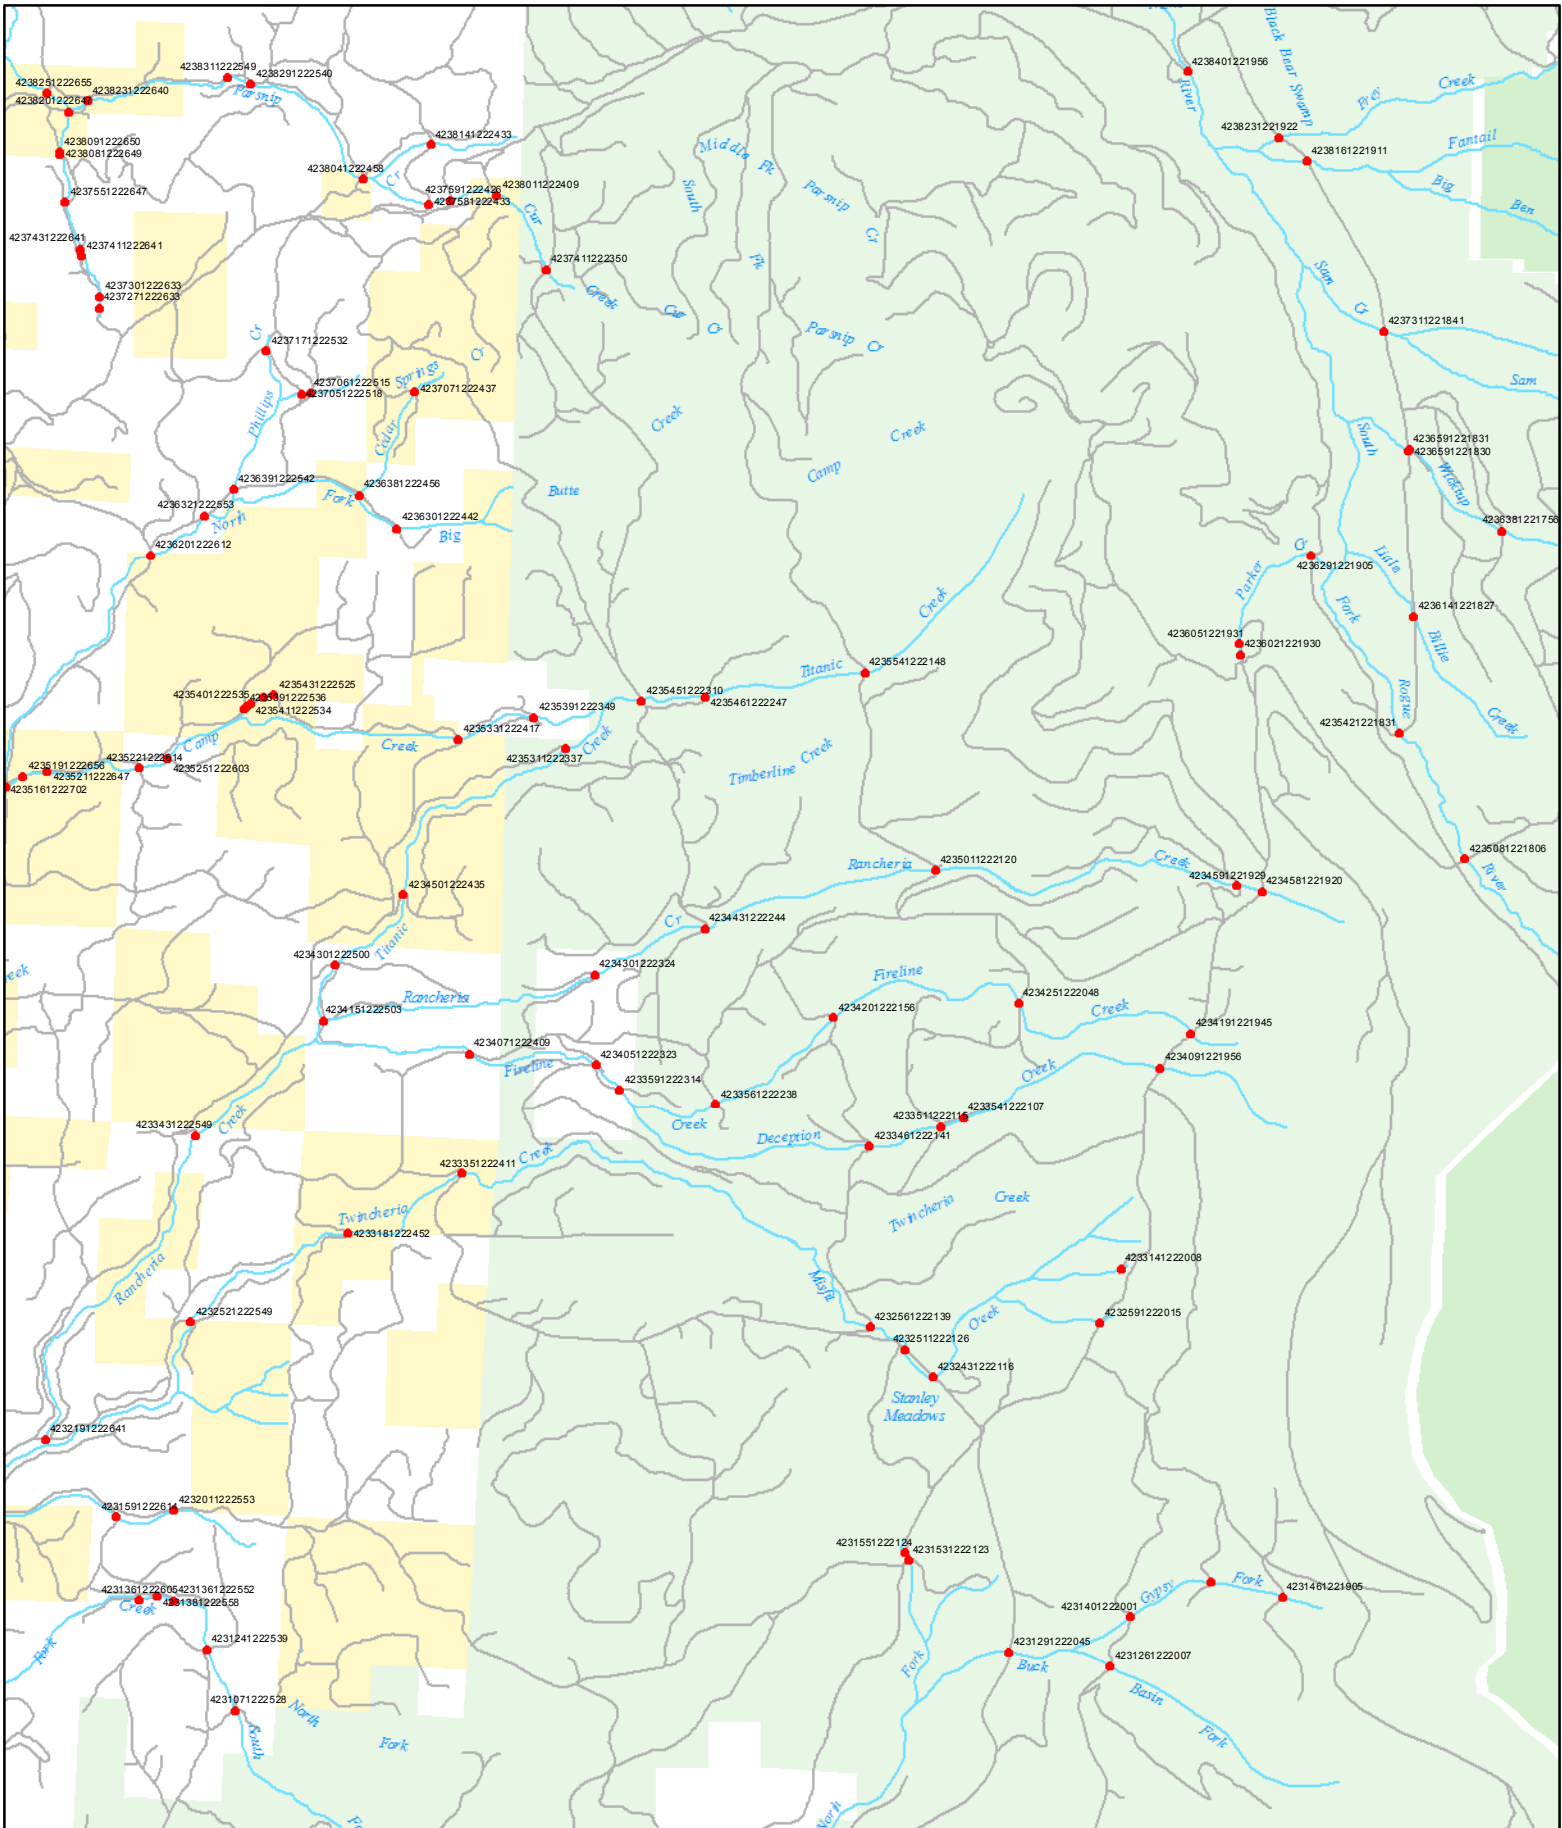 River
Black Bear Swamp
4238401221956
4238311222549
4238291222540
4238251222655
4238231222640
4238201222647
Parsnip
Frey
Creek
4238231221922
4238161221911
Fantail
Big
Ben
4238141222433
4238091222650
4238081222649
4238041222458
Cr
Middle Fk
Parsnip
Cr
South
Fk
4237591222426
4238011222409
4237581222433
4237551222647
Cur
4237431222641
4237411222641
4237411222350
Creek
Cur
Cr
Parsnip Cr
Sam
Cr
4237301222633
4237271222633
4237311221841
Sam
Cr
4237171222532
Cr
Springs
4237061222515
4237051222518
4237071222437
Phillips
Cedar
Creek
Creek
Camp
South
4236591221831
4236591221830
Wickiup
4236391222542
4236381222456
Fork
Butte
4236321222553
North
4236301222442
Big
4236381221756
4236201222612
Cr
4236291221905
Little
Parker
Fork
4236141221827
Billie
Creek
4236051221931
4236021221930
Creek
Titanic
4235541222148
4235431222525
4235401222535
4235391222536
4235411222534
4235451222310
4235461222247
Rogue
4235421221831
Creek
4235391222349
Camp
Creek
4235331222417
4235311222337
Creek
4235221222614
4235251222603
4235191222656
4235211222647
4235161222702
Timberline Creek
Rancheria
4235011222120
Creek
4235081221806
River
4234591221929
4234581221920
4234501222435
Cr
4234431222244
Titanic
4234301222500
4234301222324
Fireline
Rancheria
4234251222048
Creek
4234201222156
4234151222503
4234191221945
4234071222409
4234051222323
Fireline
4234091221956
Creek
4233591222314
4233561222238
Creek
4233541222107
4233511222115
Deception
4233461222141
4233431222549
Creek
4233351222411
Creek
Twincheria
Creek
Twincheria
4233181222452
4233141222008
Rancheria
Misfit
4232591222015
Creek
4232561222139
4232521222549
4232511222126
4232431222116
Stanley
Meadows
4232191222641
4231591222614
4232011222553
4231551222124
4231531222123
4231361222605
4231361222552
4231381222558
Creek
Gypsy
Fork
4231461221905
4231401222001
4231241222539
Fork
4231291222045
Buck
4231261222007
Fork
Basin
Fork
4231071222528
North
South
Fork
North